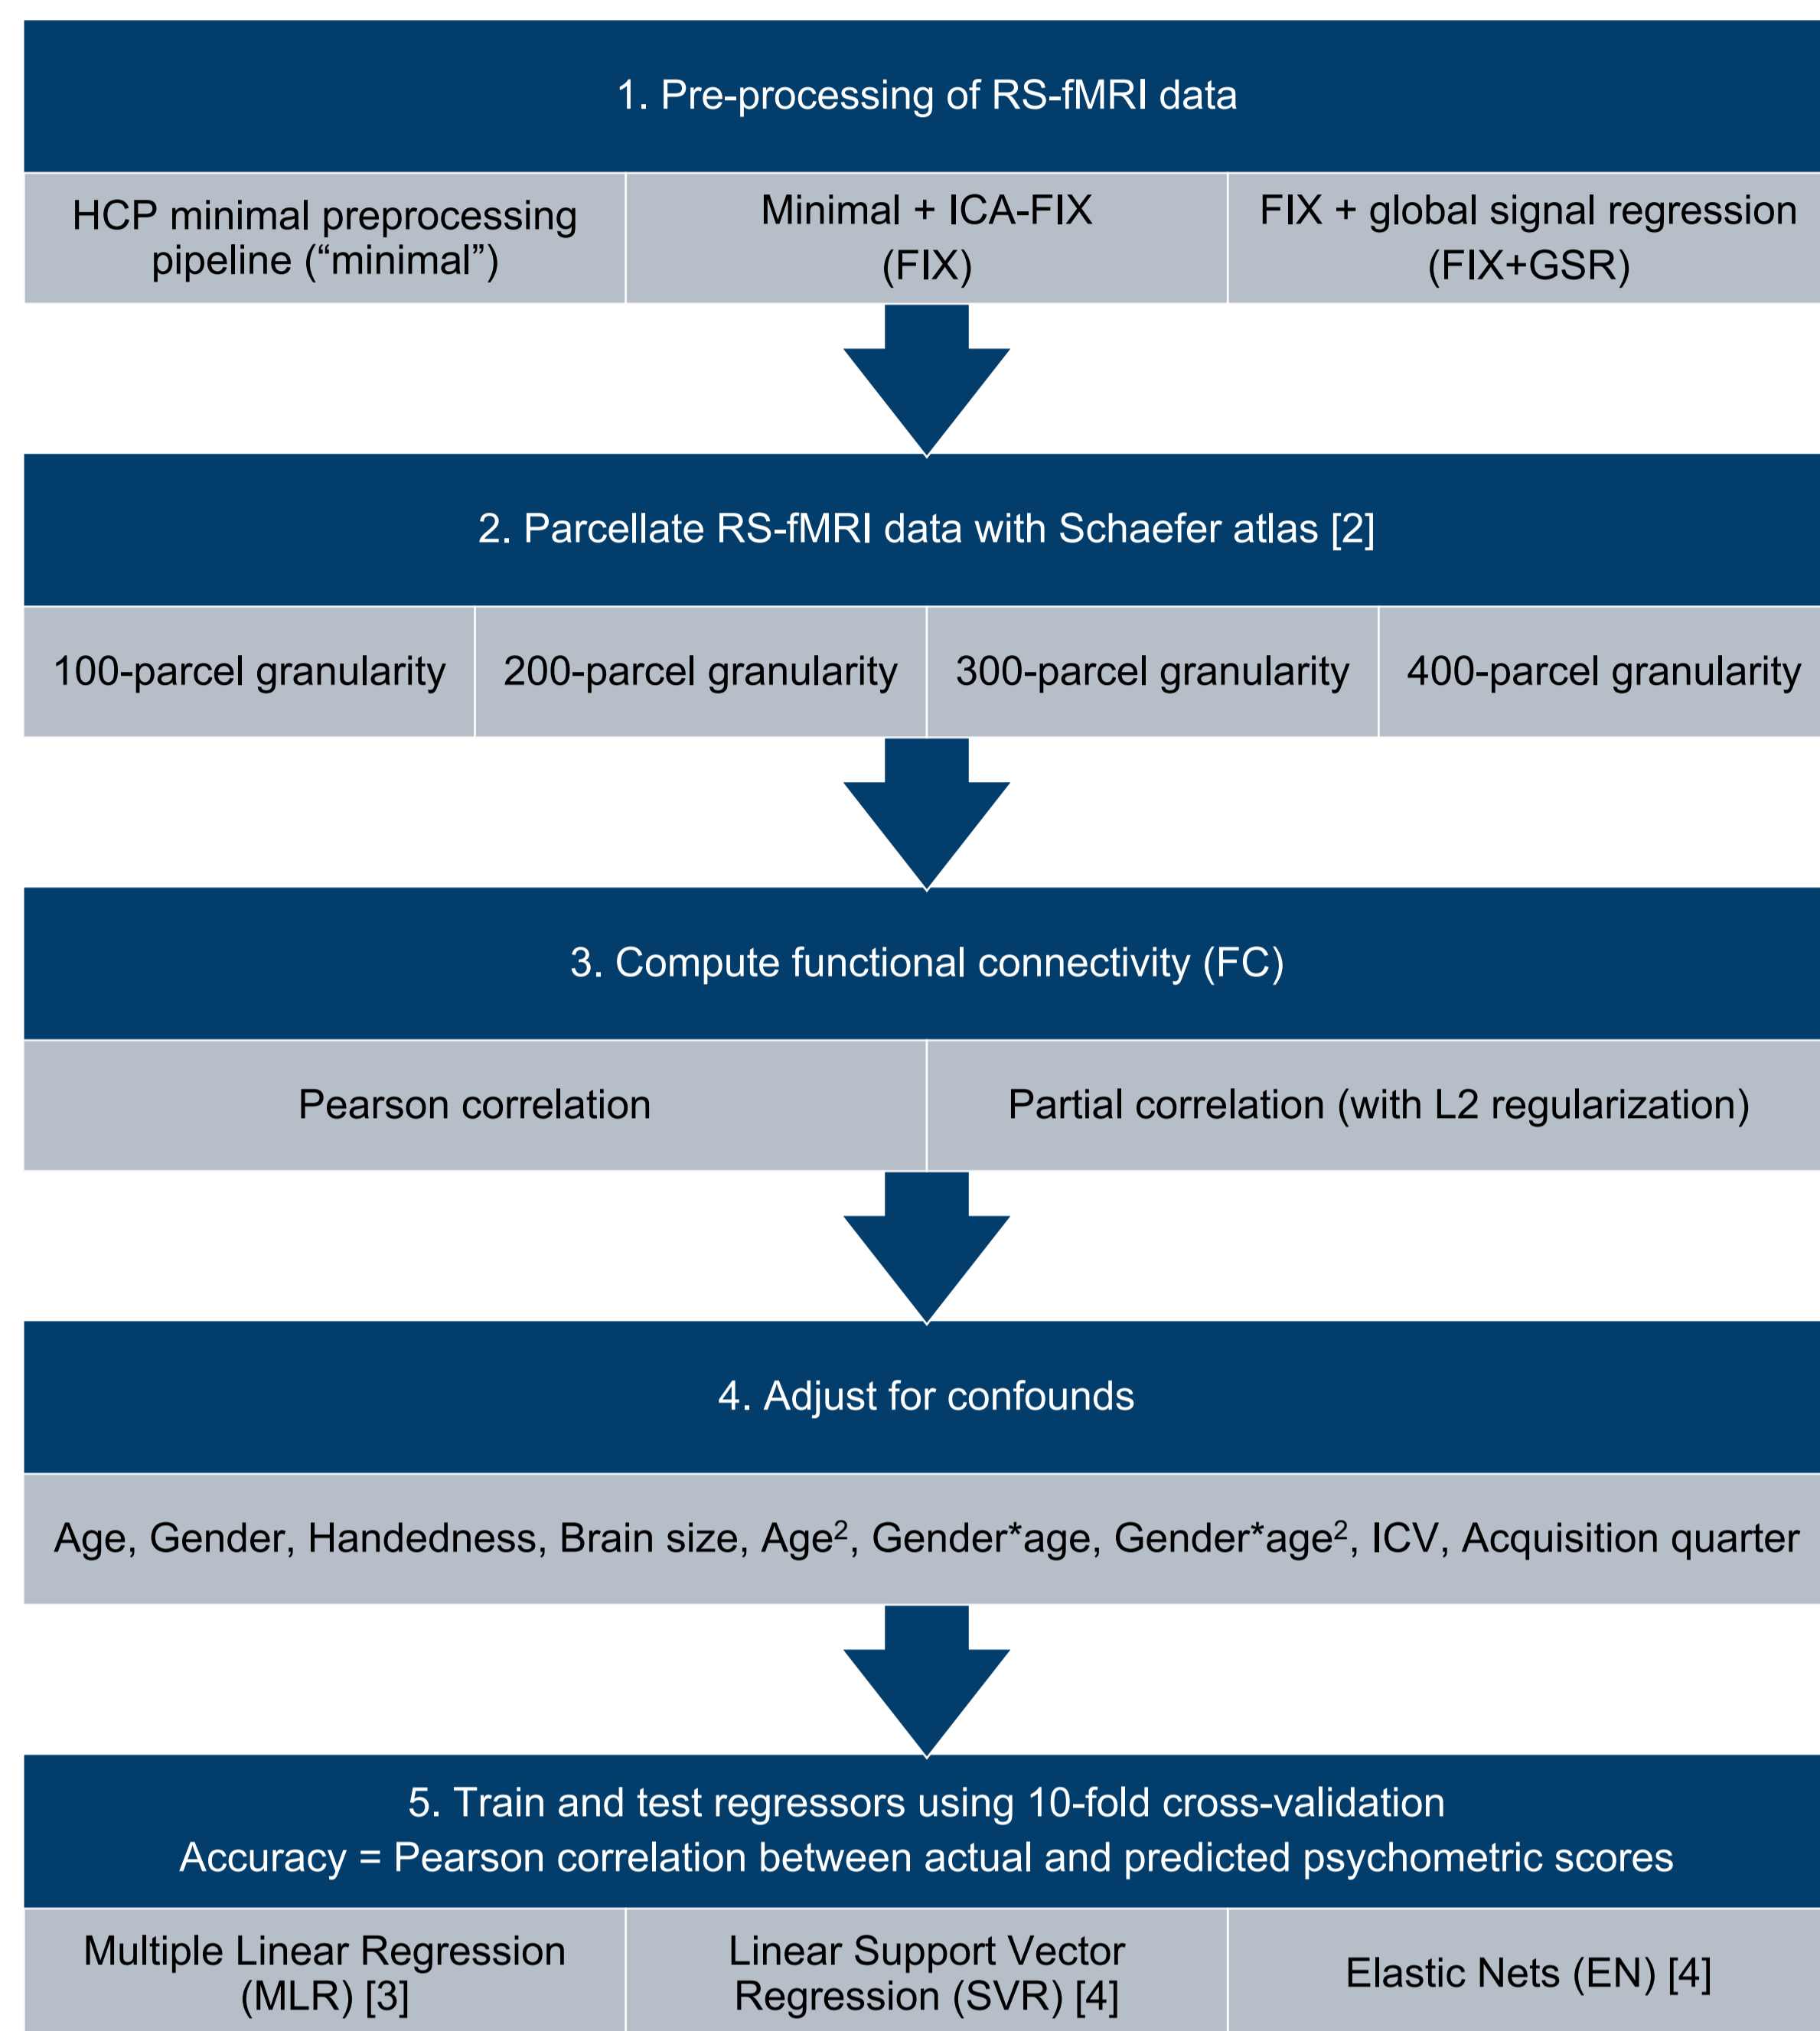 1. Pre-processing of RS-fMRI data
HCP minimal preprocessing
pipeline (“minimal”)
Minimal + ICA-FIX
(FIX)
FIX + global signal regression
(FIX+GSR)
2. Parcellate RS-fMRI data with Schaefer atlas [2]
100-parcel granularity
200-parcel granularity
300-parcel granularity
400-parcel granularity
3. Compute functional connectivity (FC)
Pearson correlation
Partial correlation (with L2 regularization)
4. Adjust for confounds
Age, Gender, Handedness, Brain size, Age², Gender*age, Gender*age², ICV, Acquisition quarter
5. Train and test regressors using 10-fold cross-validation
Accuracy = Pearson correlation between actual and predicted psychometric scores
Multiple Linear Regression
(MLR) [3]
Linear Support Vector
Regression (SVR) [4]
Elastic Nets (EN) [4]